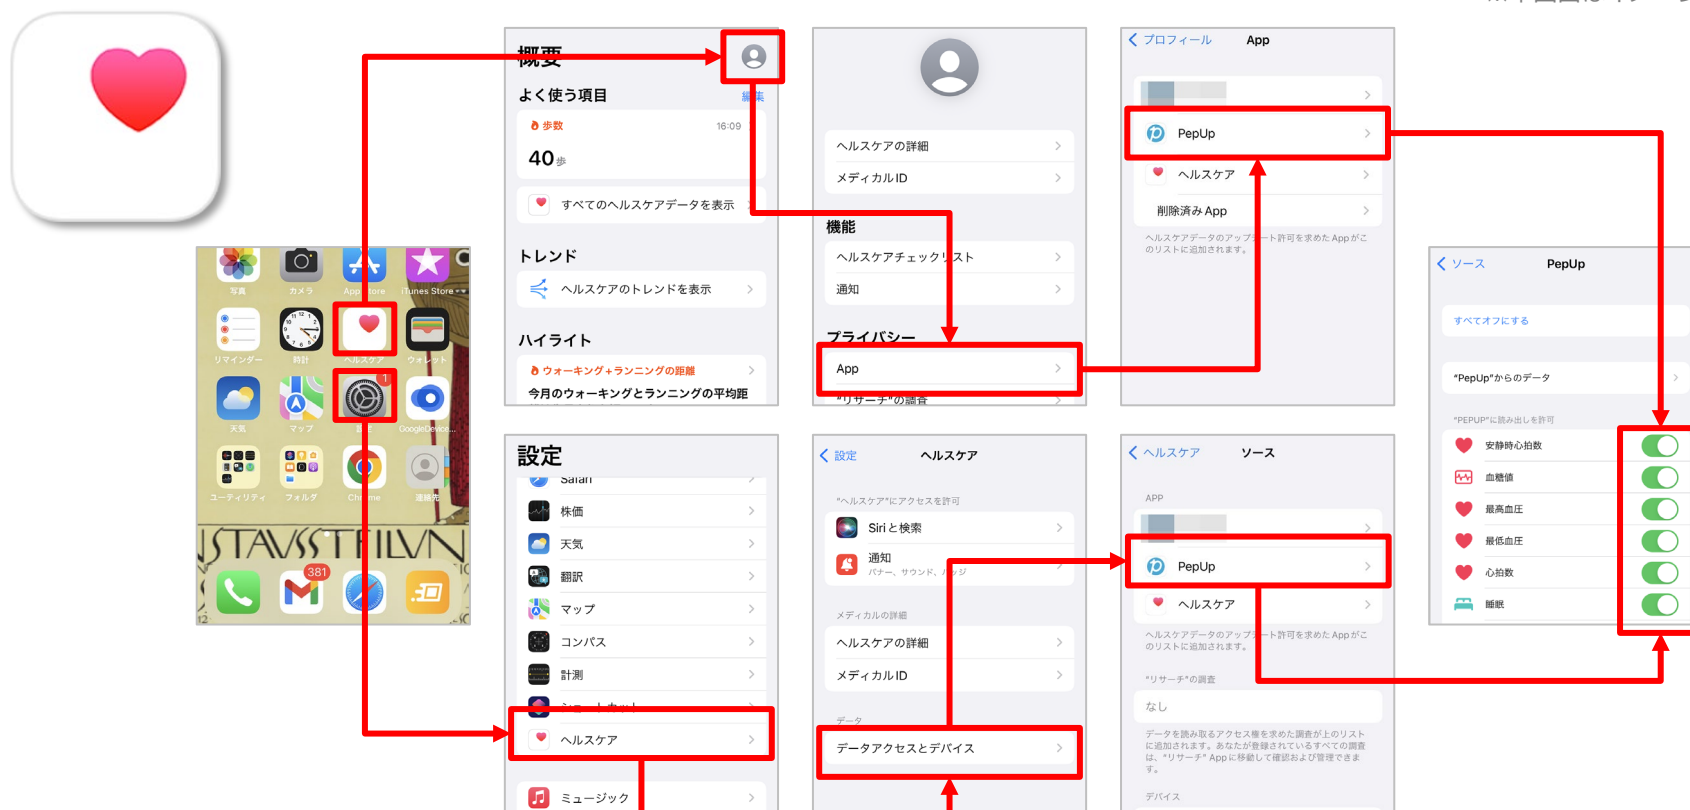 概要
よく使う項目
編集
歩数
16:09
40歩
すべてのヘルスケアデータを表示
トレンド
ヘルスケアのトレンドを表示
ハイライト
ウォーキング+ランニングの距離
今月のウォーキングとランニングの平均距
ヘルスケアの詳細
メディカルID
機能
ヘルスケアチェックリスト
通知
プライバシー
App
"リサーチ"の調査
プロフィール
App
PepUp
ヘルスケア
削除済みApp
ヘルスケアデータのアップデート許可を求めたAppがこ
のリストに追加されます。
写真
カメラ
App Store
iTunes Store
リマインダー
時計
ヘルスケア
ウォレット
天気
マップ
設定
1
GoogleDevice...
ユーティリティ
フォルダ
Chrome
連絡先
381
設定
Safari
株価
天気
翻訳
マップ
コンパス
計測
ショートカット
ヘルスケア
ミュージック
設定
ヘルスケア
"ヘルスケア"にアクセスを許可
Siriと検索
通知
バナー、サウンド、バッジ
メディカルの詳細
ヘルスケアの詳細
メディカルID
データ
データアクセスとデバイス
ヘルスケア
ソース
APP
PepUp
ヘルスケア
ヘルスケアデータのアップデート許可を求めたAppがこ
のリストに追加されます。
"リサーチ"の調査
なし
データを読み取るアクセス権を求めた調査が上のリスト
に追加されます。あなたが登録されているすべての調査
は、"リサーチ" Appに移動して確認および管理できま
す。
デバイス
ソース
PepUp
すべてオフにする
"PepUp"からのデータ
"PEPUP"に読み出しを許可
安静時心拍数
血糖値
最高血圧
最低血圧
心拍数
睡眠